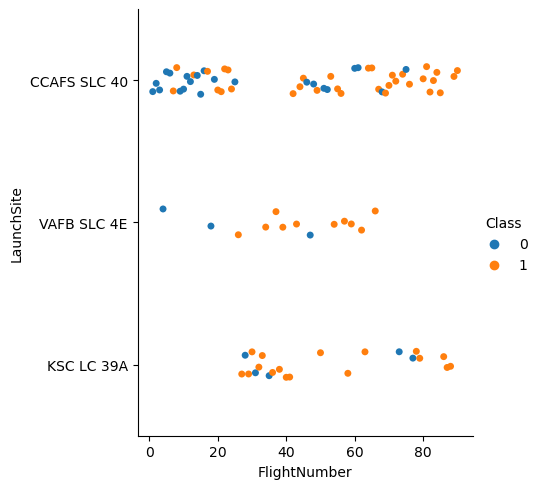 CCAFS SLC 40
VAFB SLC 4E
KSC LC 39A
LaunchSite
0 20 40 60 80
FlightNumber
Class
0
1